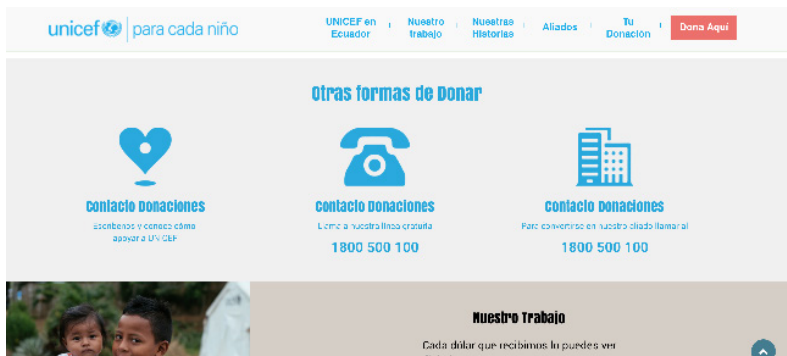 unicef para cada niño
UNICEF en Ecuador
Nuestro trabajo
Nuestras Historias
Aliados
Tu Donación
Dona Aquí
Otras formas de Donar
Contacto Donaciones
Escríbenos y conoce cómo
apoyar a UNICEF
Contacto Donaciones
Llama a nuestra línea gratuita
1800 500 100
Contacto Donaciones
Para convertirse en nuestro aliado llamar al
1800 500 100
Nuestro Trabajo
Cada dólar que recibimos lo puedes ver